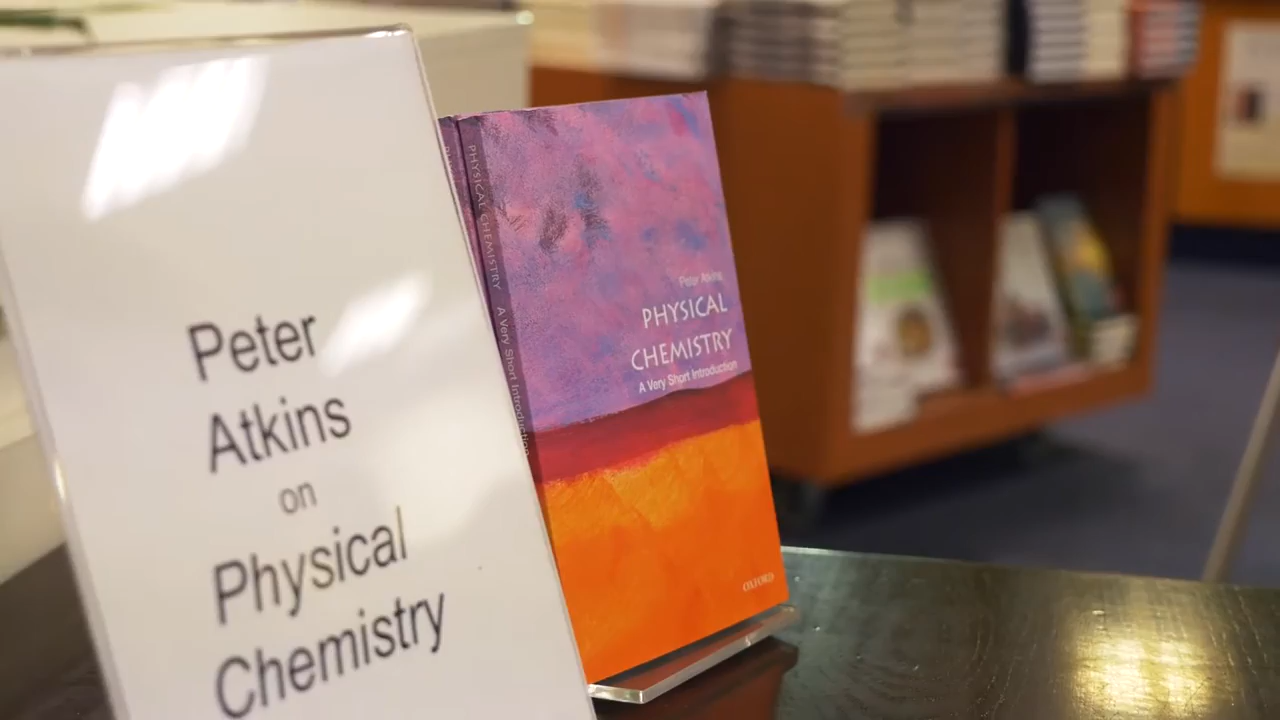 Peter
Atkins
on
Physical
Chemistry
PHYSICAL CHEMISTRY A Very Short Introduction
Peter Atkins
PHYSICAL
CHEMISTRY
A Very Short Introduction
OXFORD